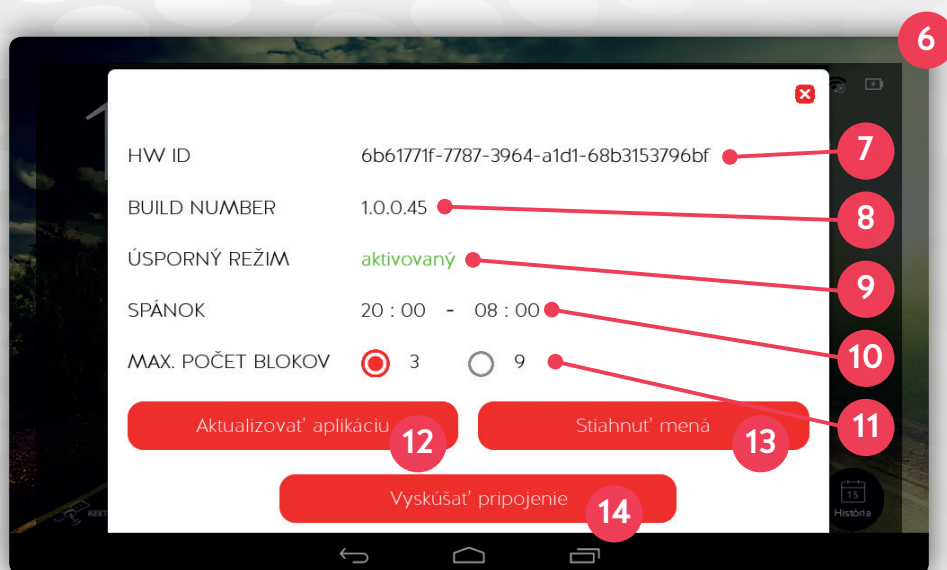 6
1
HW ID 6b61771f-7787-3964-a1d1-68b3153796bf 7
BUILD NUMBER 1.0.0.45 8
ÚSPORNÝ REŽIM aktivovaný 9
SPÁNOK 20 : 00 - 08 : 00 10
MAX. POČET BLOKOV 3 9 11
Aktualizovať aplikáciu 12 Stiahnuť mená 13
Vyskúšať pripojenie 14
15
KEET
História